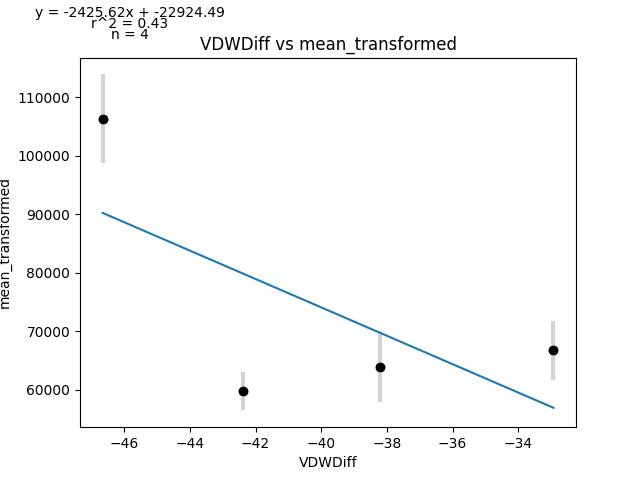 y = -2425.62x + -22924.49
r^2 = 0.43
n = 4
VDWDiff vs mean_transformed
mean_transformed
110000
100000
90000
80000
70000
60000
−46
−44
−42
−40
−38
−36
−34
VDWDiff